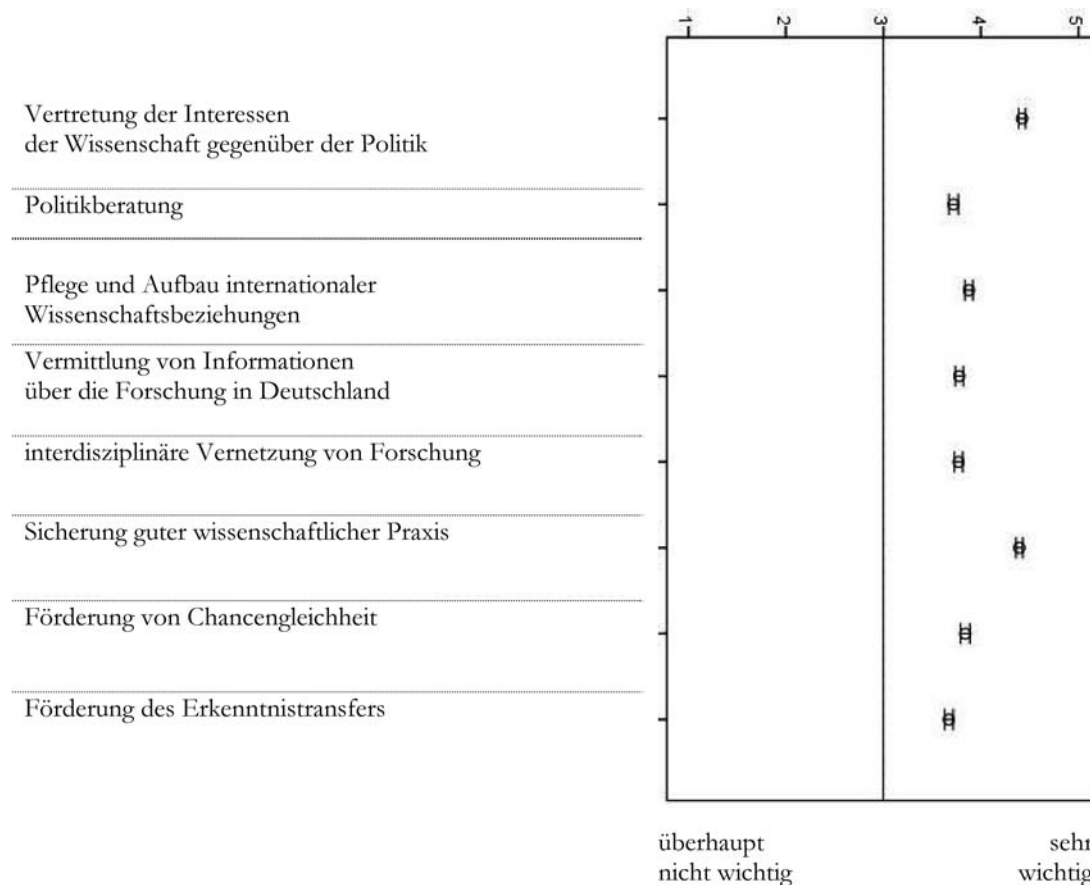 1 2 3 4 5
Vertretung der Interessen
der Wissenschaft gegenüber der Politik
Politikberatung
Pflege und Aufbau internationaler
Wissenschaftsbeziehungen
Vermittlung von Informationen
über die Forschung in Deutschland
interdisziplinäre Vernetzung von Forschung
Sicherung guter wissenschaftlicher Praxis
Förderung von Chancengleichheit
Förderung des Erkenntnistransfers
überhaupt sehr
nicht wichtig wichtig